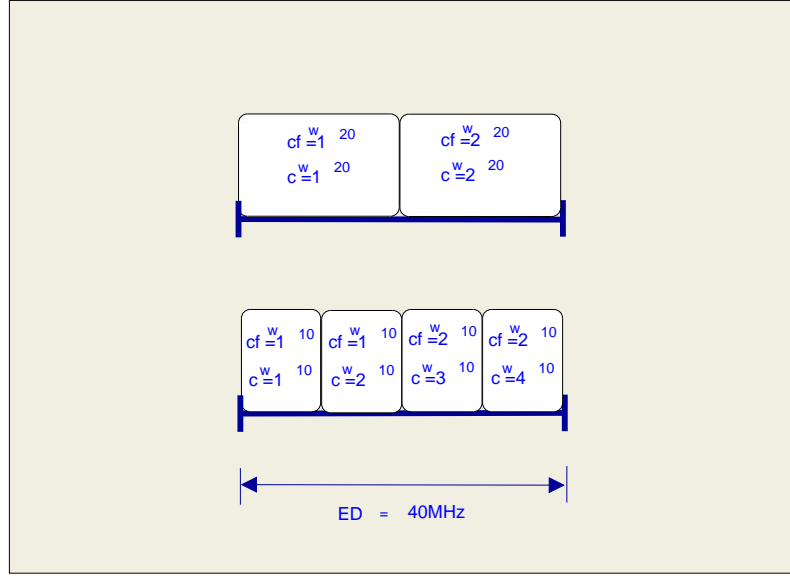 cf w =1 20 cf w =2 20
c w =1 20 c w =2 20
cf w =1 10 cf w =1 10 cf w =2 10 cf w =2 10
c w =1 10 c w =2 10 c w =3 10 c w =4 10
ED = 40MHz